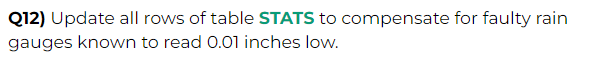 Q12) Update all rows of table STATS to compensate for faulty rain
gauges known to read 0.01 inches low.